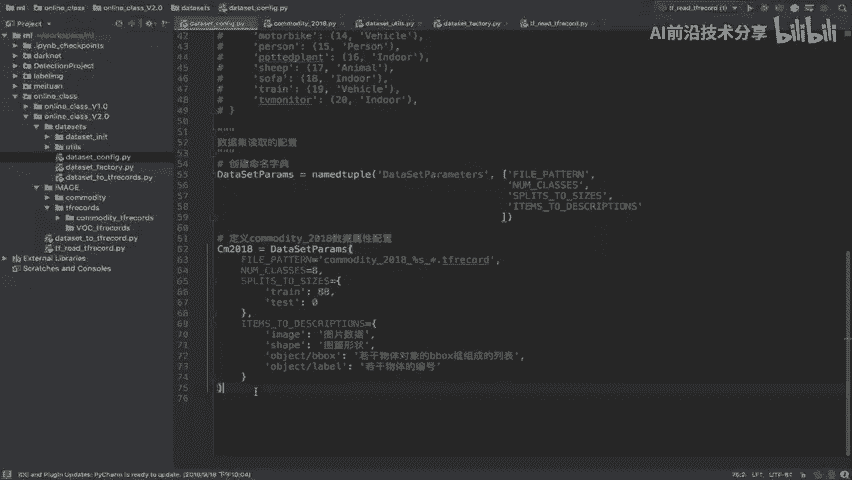 ml
online_class
online_class_V2.0
datasets
dataset_config.py
tf_read_tfrecord (1)
AI前沿技术分享
bilibili
Project
dataset_config.py
commodity_2018.py
dataset_utils.py
dataset_factory.py
tf_read_tfrecord.py
ml
.ipynb_checkpoints
darknet
DetectionProject
labelImg
meituan
online_class
online_class_V1.0
online_class_V2.0
datasets
dataset_init
utils
dataset_config.py
dataset_factory.py
dataset_to_tfrecords.py
IMAGE
commodity
tfrecords
commodity_tfrecords
VOC_tfrecords
dataset_to_tfrecord.py
tf_read_tfrecord.py
External Libraries
Scratches and Consoles
42 # 'motorbike': (14, 'Vehicle'),
43 # 'person': (15, 'Person'),
44 # 'pottedplant': (16, 'Indoor'),
45 # 'sheep': (17, 'Animal'),
46 # 'sofa': (18, 'Indoor'),
47 # 'train': (19, 'Vehicle'),
48 # 'tvmonitor': (20, 'Indoor'),
49 # }
50
51 """
52 数据集读取的配置
53 """
54 # 创建命名字典
55 DataSetParams = namedtuple('DataSetParameters', ['FILE_PATTERN',
56 'NUM_CLASSES',
57 'SPLITS_TO_SIZES',
58 'ITEMS_TO_DESCRIPTIONS'
59 ])
60
61 # 定义commodity_2018数据属性配置
62 Cm2018 = DataSetParams(
63 FILE_PATTERN='commodity_2018_%s_*.tfrecord',
64 NUM_CLASSES=8,
65 SPLITS_TO_SIZES={
66 'train': 88,
67 'test': 0
68 },
69 ITEMS_TO_DESCRIPTIONS={
70 'image': '图片数据',
71 'shape': '图片形状',
72 'object/bbox': '若干物体对象的bbox框组成的列表',
73 'object/label': '若干物体的编号'
74 }
75 )
76
IDE and Plugin Updates: PyCharm is ready to update. (2018/9/18 下午10:04)
75:2 LF UTF-8